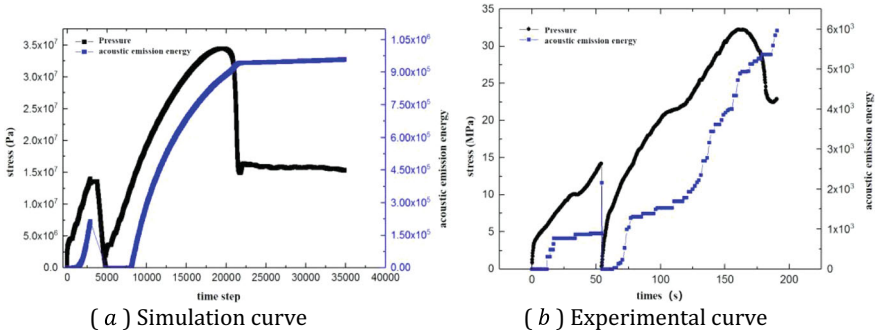 Pressure
acoustic emission energy
3.5x10⁷
3.0x10⁷
2.5x10⁷
2.0x10⁷
1.5x10⁷
1.0x10⁷
5.0x10⁶
0.0
stress (Pa)
0
5000
10000
15000
20000
25000
30000
35000
40000
time step
1.05x10⁶
9.00x10⁵
7.50x10⁵
6.00x10⁵
4.50x10⁵
3.00x10⁵
1.50x10⁵
0.00
acoustic emission energy
( a ) Simulation curve
Pressure
acoustic emission energy
35
30
25
20
15
10
5
0
stress (MPa)
0
50
100
150
200
times (s)
6x10³
5x10³
4x10³
3x10³
2x10³
1x10³
0
acoustic emission energy
( b ) Experimental curve